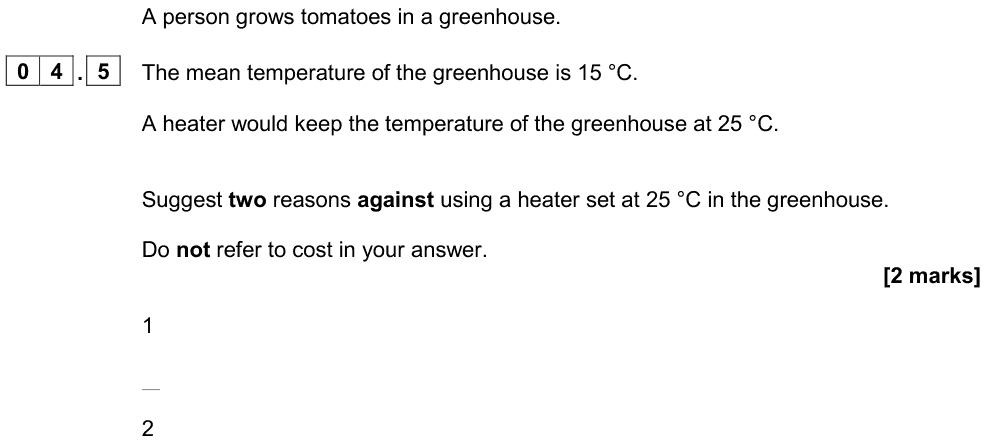 A person grows tomatoes in a greenhouse.
0 4 . 5 The mean temperature of the greenhouse is 15 °C.
A heater would keep the temperature of the greenhouse at 25 °C.
Suggest two reasons against using a heater set at 25 °C in the greenhouse.
Do not refer to cost in your answer.
[2 marks]
1
2